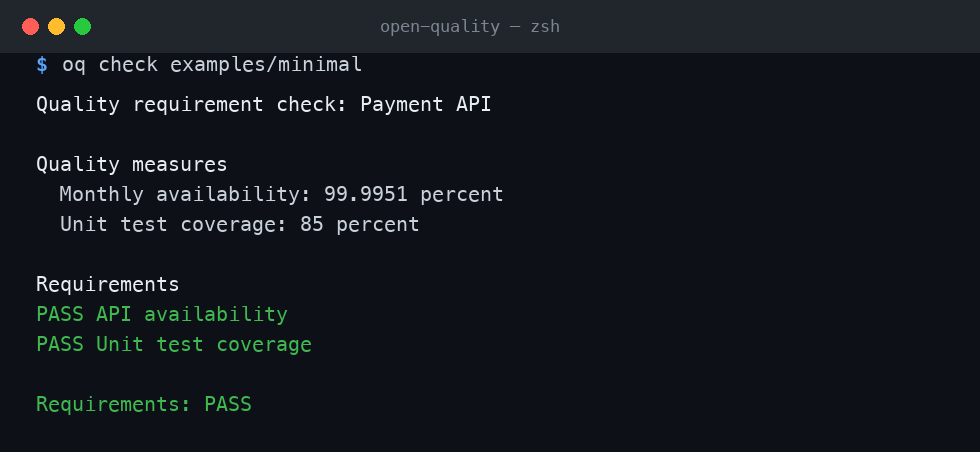 open-quality — zsh
$ oq check examples/minimal
Quality requirement check: Payment API
Quality measures
Monthly availability: 99.9951 percent
Unit test coverage: 85 percent
Requirements
PASS API availability
PASS Unit test coverage
Requirements: PASS